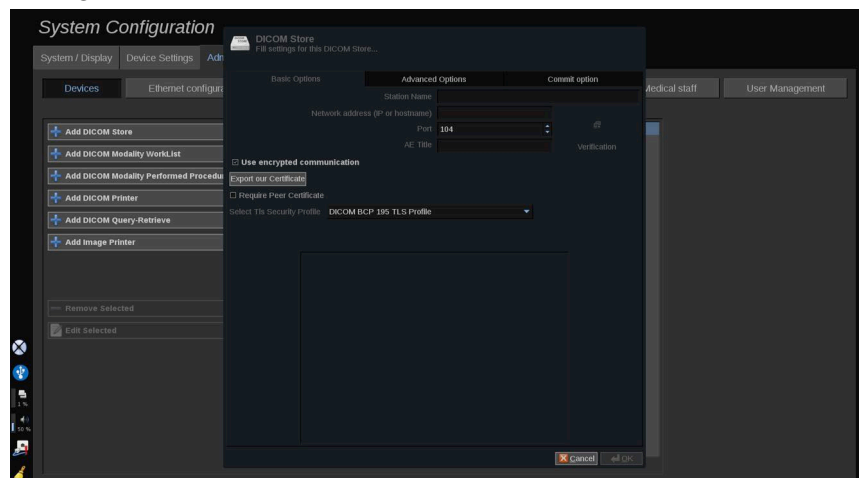 System Configuration
System / Display
Device Settings
Devices
Ethernet configura
Medical staff
User Management
DICOM Store
Fill settings for this DICOM Store...
Basic Options
Advanced Options
Commit option
Station Name
Network address (IP or hostname)
Port 104
@
AE Title
Verification
Use encrypted communication
Export our Certificate
Require Peer Certificate
Select Tls Security Profile DICOM BCP 195 TLS Profile
Add DICOM Store
Add DICOM Modality WorkList
Add DICOM Modality Performed Procedu
Add DICOM Printer
Add DICOM Query-Retrieve
Add Image Printer
Remove Selected
Edit Selected
1 %
50 %
Cancel
OK